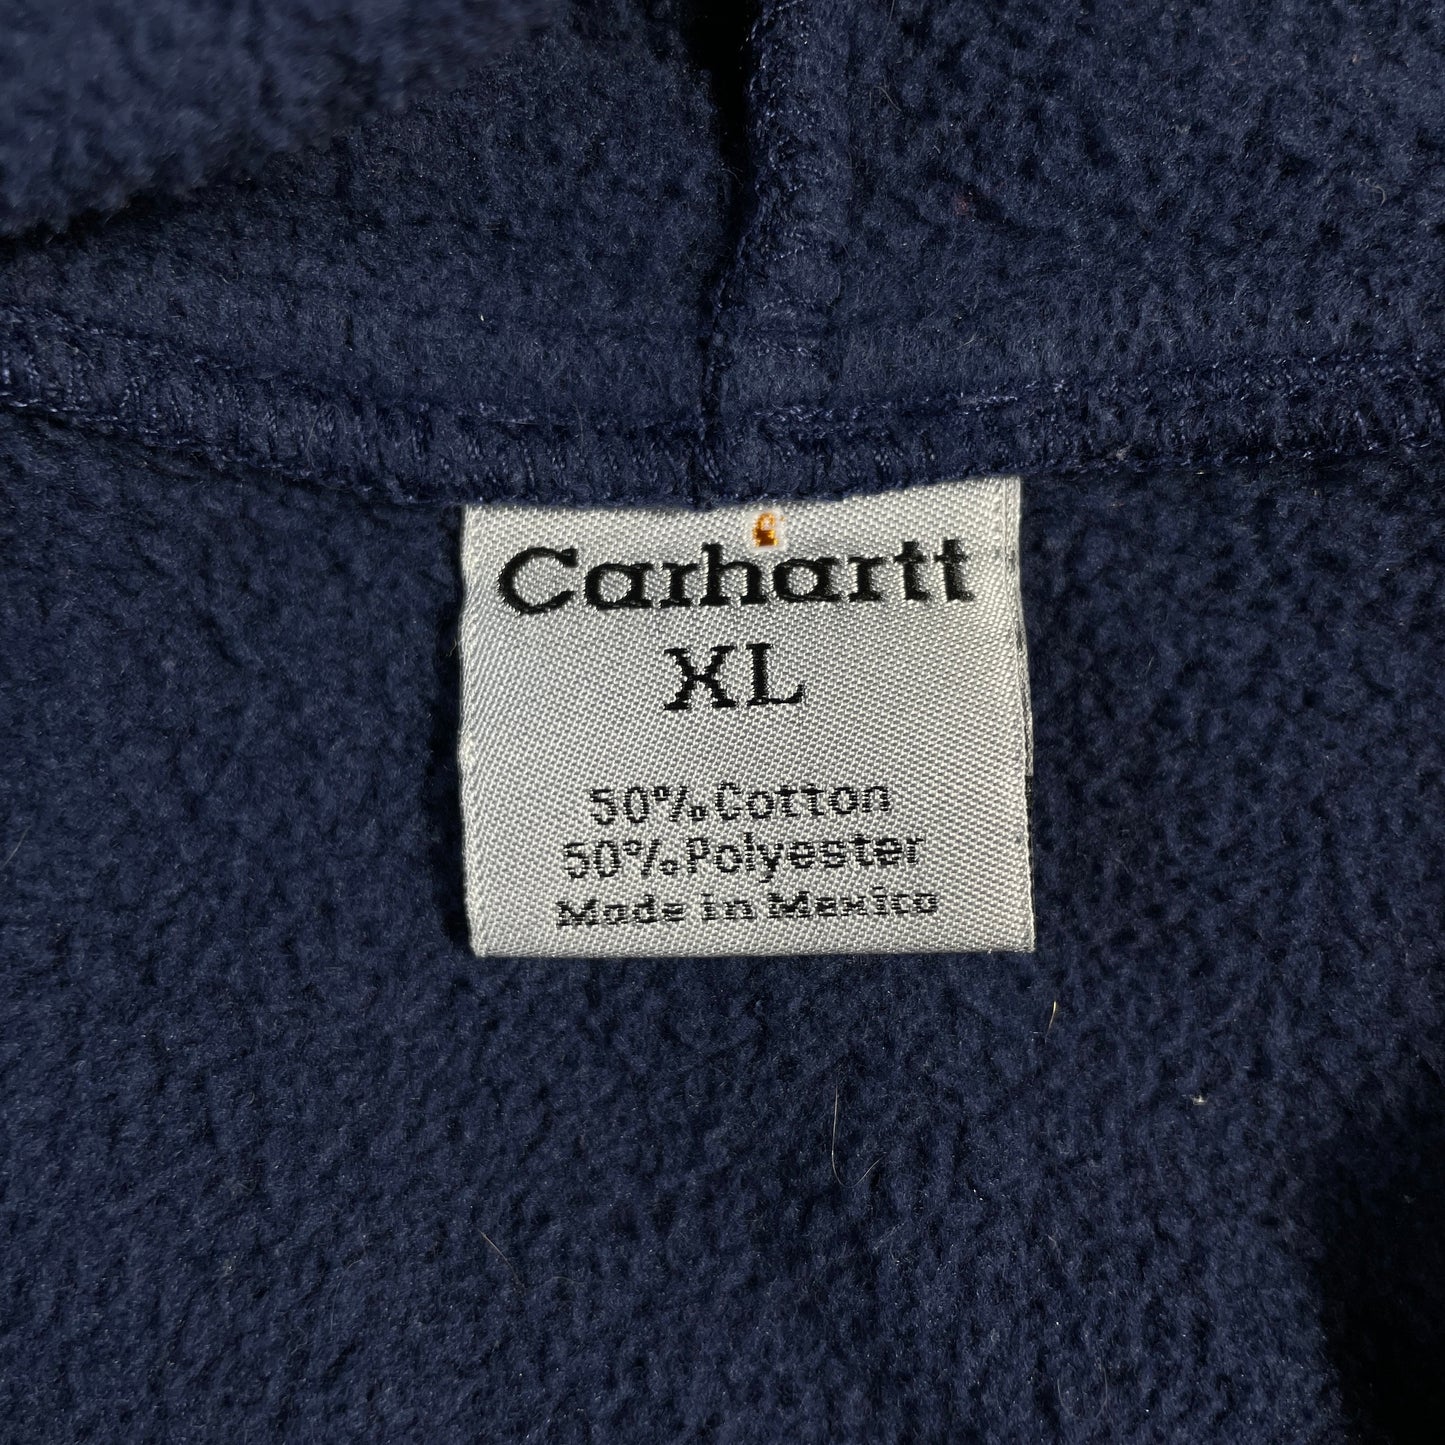 Carhartt
XL
50% Cotton
50% Polyester
Made in Mexico